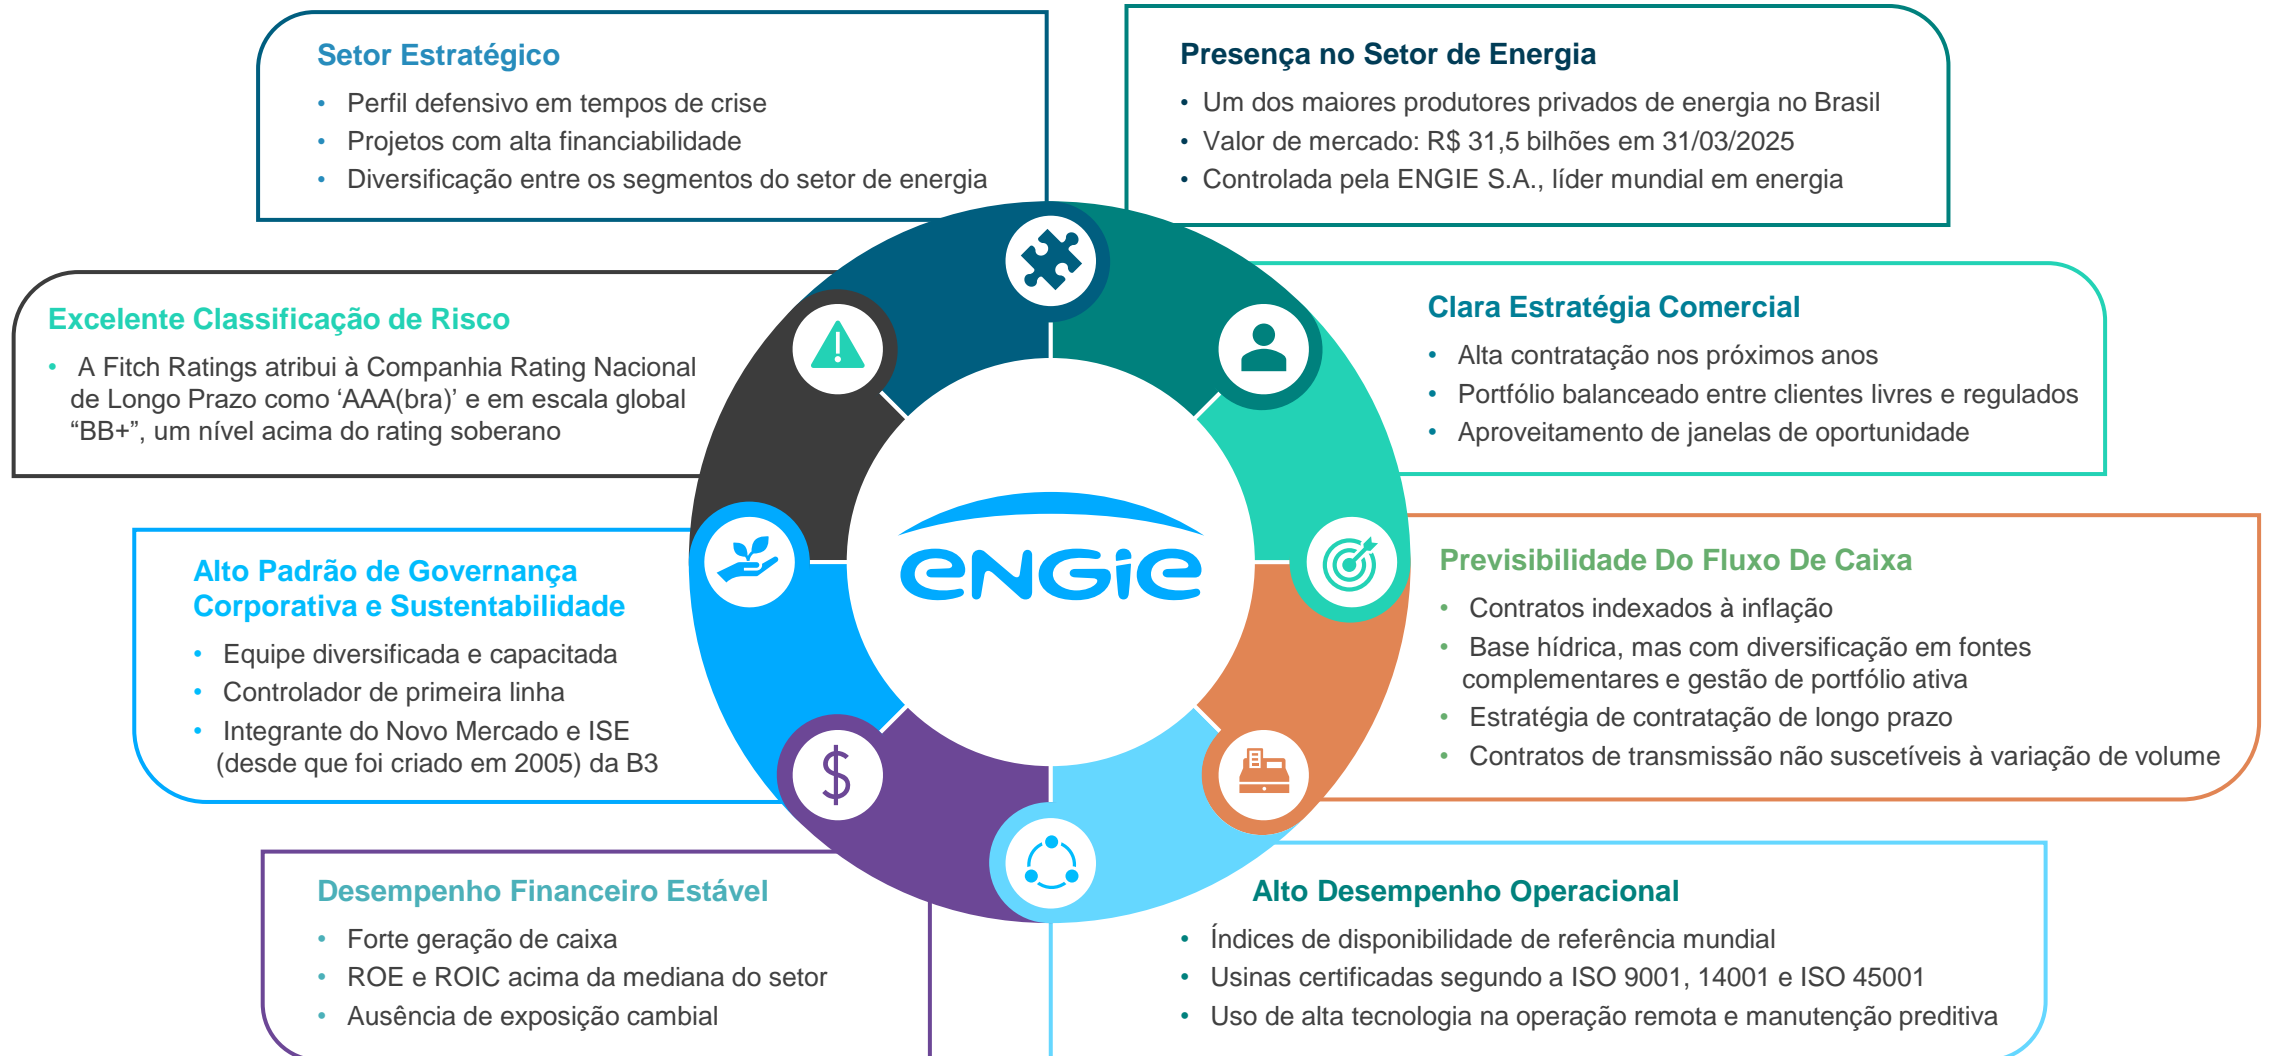 Setor Estratégico
• Perfil defensivo em tempos de crise
• Projetos com alta financiabilidade
• Diversificação entre os segmentos do setor de energia
Presença no Setor de Energia
• Um dos maiores produtores privados de energia no Brasil
• Valor de mercado: R$ 31,5 bilhões em 31/03/2025
• Controlada pela ENGIE S.A., líder mundial em energia
Excelente Classificação de Risco
• A Fitch Ratings atribui à Companhia Rating Nacional
de Longo Prazo como ‘AAA(bra)’ e em escala global
“BB+”, um nível acima do rating soberano
Clara Estratégia Comercial
• Alta contratação nos próximos anos
• Portfólio balanceado entre clientes livres e regulados
• Aproveitamento de janelas de oportunidade
eNGie
Alto Padrão de Governança
Corporativa e Sustentabilidade
• Equipe diversificada e capacitada
• Controlador de primeira linha
• Integrante do Novo Mercado e ISE
(desde que foi criado em 2005) da B3
Previsibilidade Do Fluxo De Caixa
• Contratos indexados à inflação
• Base hídrica, mas com diversificação em fontes
complementares e gestão de portfólio ativa
• Estratégia de contratação de longo prazo
• Contratos de transmissão não suscetíveis à variação de volume
$
Desempenho Financeiro Estável
• Forte geração de caixa
• ROE e ROIC acima da mediana do setor
• Ausência de exposição cambial
Alto Desempenho Operacional
• Índices de disponibilidade de referência mundial
• Usinas certificadas segundo a ISO 9001, 14001 e ISO 45001
• Uso de alta tecnologia na operação remota e manutenção preditiva